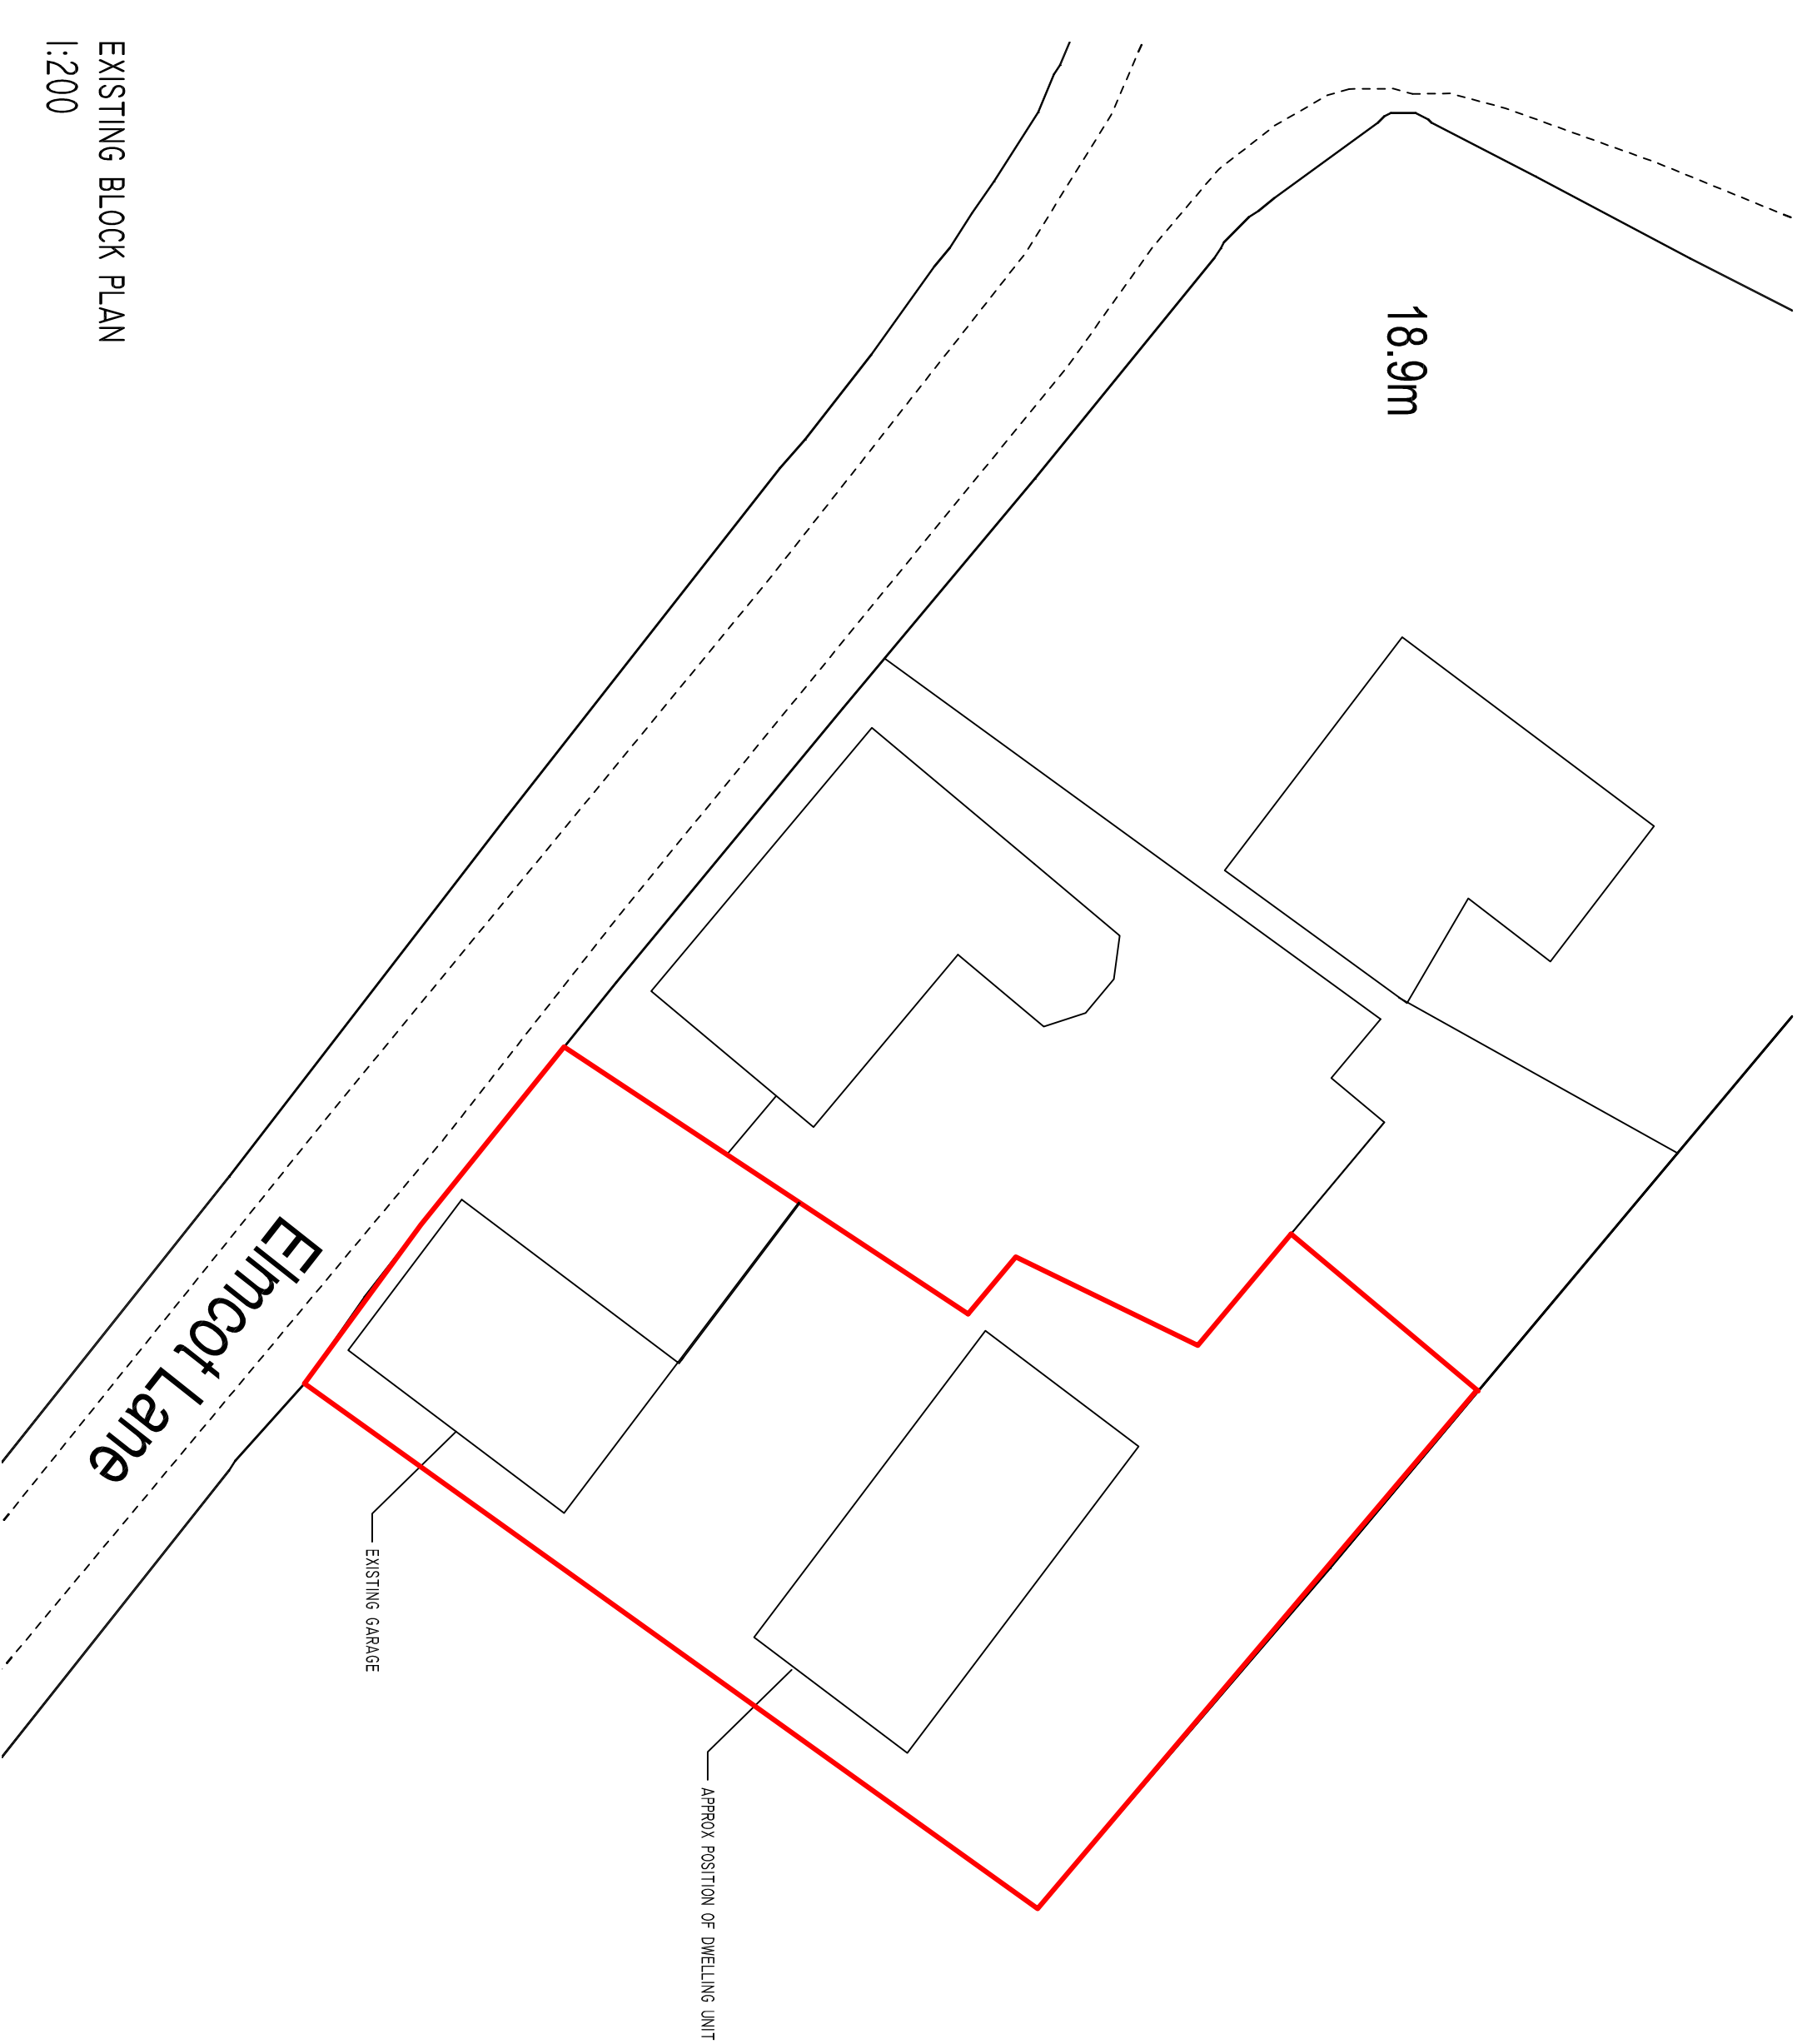 18.9m
Elmcot Lane
EXISTING GARAGE
APPROX POSITION OF DWELLING UNIT
EXISTING BLOCK PLAN
1:200